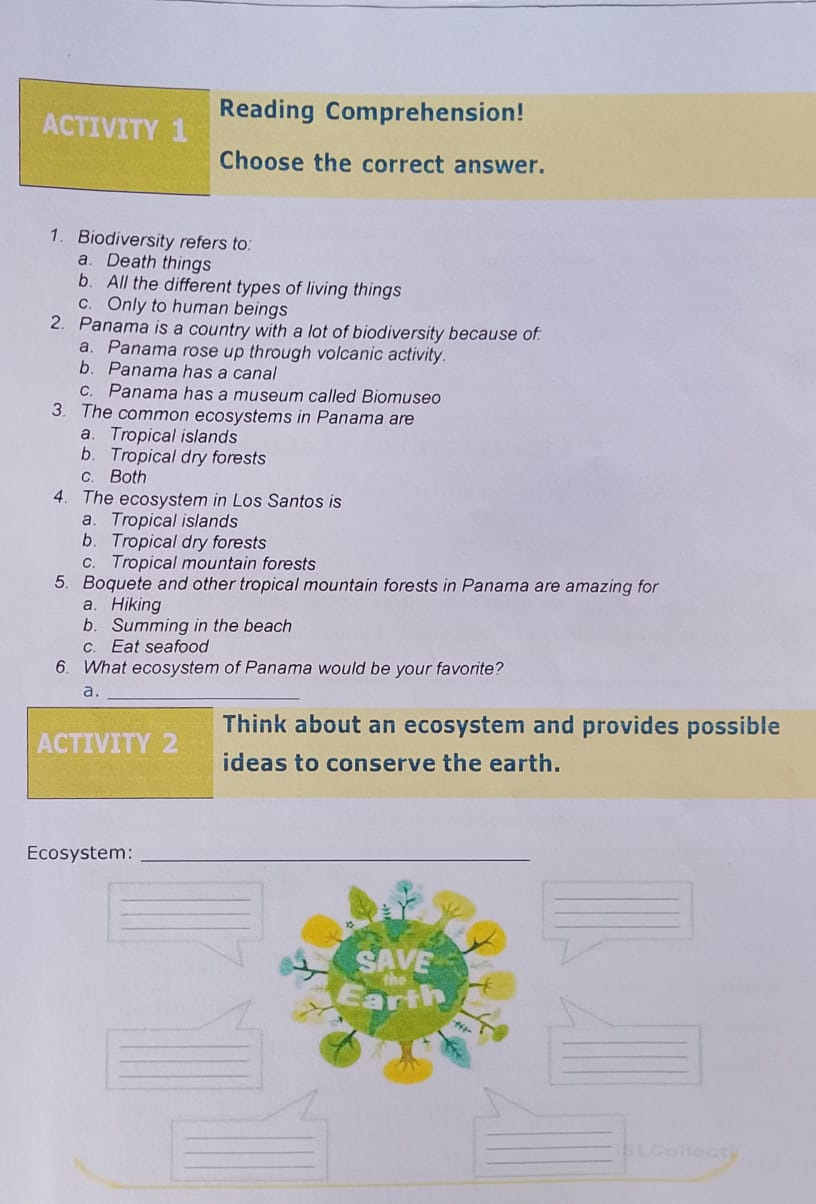 ACTIVITY 1
Reading Comprehension!
Choose the correct answer.
1. Biodiversity refers to:
a. Death things
b. All the different types of living things
c. Only to human beings
2. Panama is a country with a lot of biodiversity because of:
a. Panama rose up through volcanic activity.
b. Panama has a canal
c. Panama has a museum called Biomuseo
3. The common ecosystems in Panama are
a. Tropical islands
b. Tropical dry forests
c. Both
4. The ecosystem in Los Santos is
a. Tropical islands
b. Tropical dry forests
c. Tropical mountain forests
5. Boquete and other tropical mountain forests in Panama are amazing for
a. Hiking
b. Summing in the beach
c. Eat seafood
6. What ecosystem of Panama would be your favorite?
a.
ACTIVITY 2
Think about an ecosystem and provides possible
ideas to conserve the earth.
Ecosystem:
SAVE
the
Earth